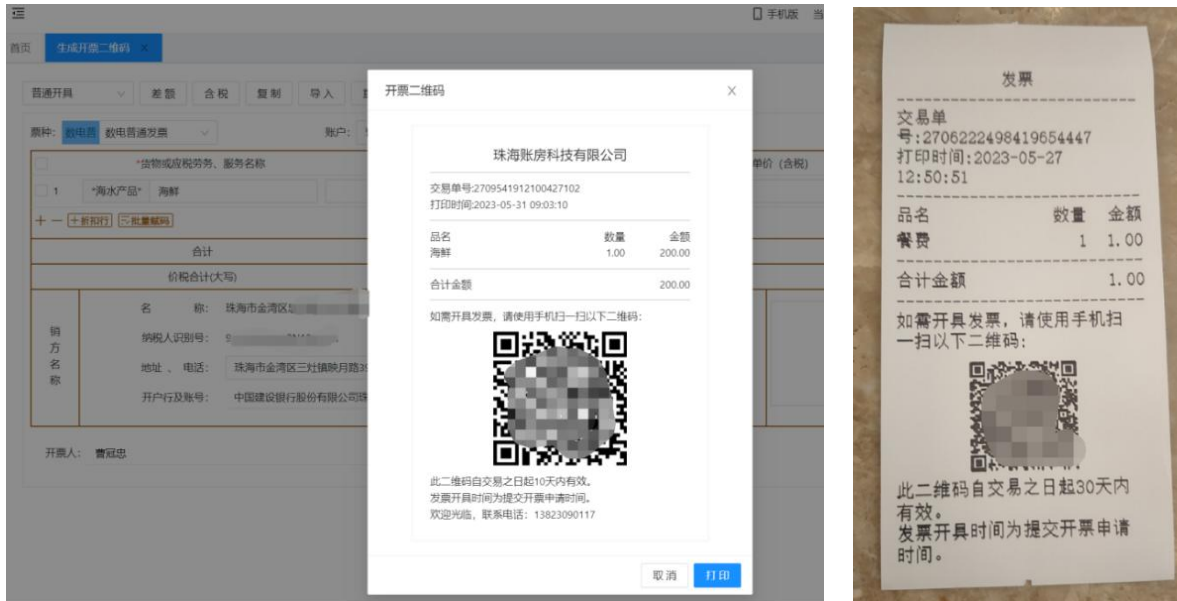 手机版 当
首页 生成开票二维码 ×
普通开具 差额 含税 复制 导入
票种: 数电普 数电普通发票 账户:
*货物或应税劳务、服务名称 单价 (含税)
1 *海水产品* 海鲜
+ − +折扣行 批量赋码
合计
价税合计(大写)
销方名称
名 称: 珠海市金湾区
纳税人识别号:
地址 、 电话: 珠海市金湾区三灶镇映月路
开户行及账号: 中国建设银行股份有限公司珠
开票人: 曹冠忠
开票二维码
珠海账房科技有限公司
交易单号:2709541912100427102
打印时间:2023-05-31 09:03:10
品名 数量 金额
海鲜 1.00 200.00
合计金额 200.00
如需开具发票，请使用手机扫一扫以下二维码:
此二维码自交易之日起10天内有效。
发票开具时间为提交开票申请时间。
欢迎光临，联系电话：13823090117
取消 打印
发票
交易单
号:2706222498419654447
打印时间:2023-05-27
12:50:51
品名 数量 金额
餐费 1 1.00
合计金额 1.00
如需开具发票，请使用手机扫
一扫以下二维码:
此二维码自交易之日起30天内
有效。
发票开具时间为提交开票申请
时间。